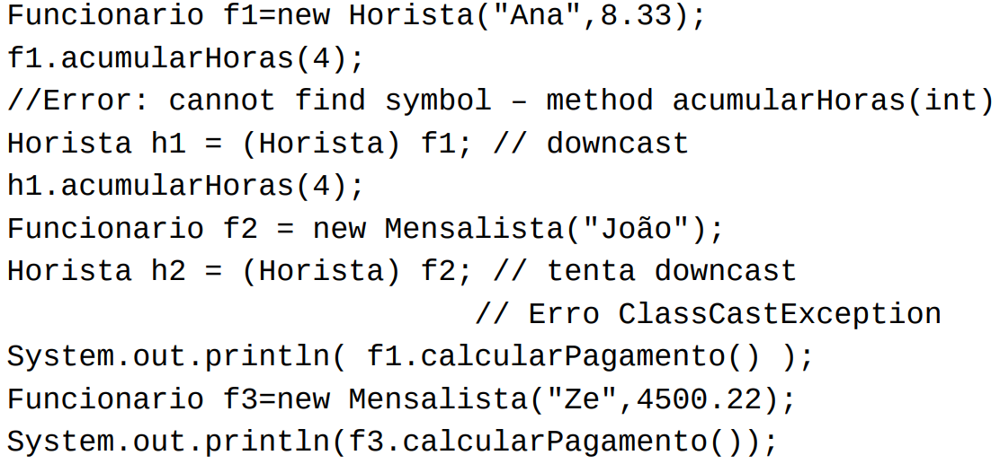 Funcionario f1=new Horista("Ana",8.33);
f1.acumularHoras(4);
//Error: cannot find symbol – method acumularHoras(int)
Horista h1 = (Horista) f1; // downcast
h1.acumularHoras(4);
Funcionario f2 = new Mensalista("João");
Horista h2 = (Horista) f2; // tenta downcast
// Erro ClassCastException
System.out.println( f1.calcularPagamento() );
Funcionario f3=new Mensalista("Ze",4500.22);
System.out.println(f3.calcularPagamento());